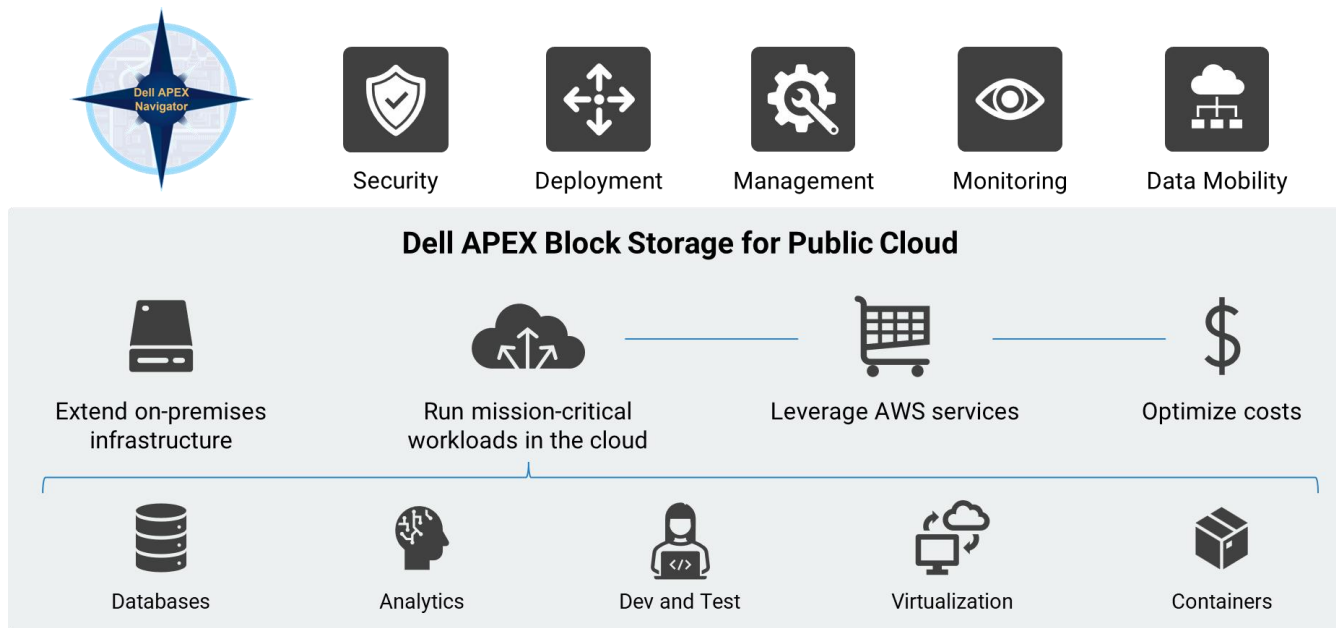 Dell APEX
Navigator
Security
Deployment
Management
Monitoring
Data Mobility
Dell APEX Block Storage for Public Cloud
Extend on-premises
infrastructure
Run mission-critical
workloads in the cloud
Leverage AWS services
Optimize costs
Databases
Analytics
</>
Dev and Test
Virtualization
Containers